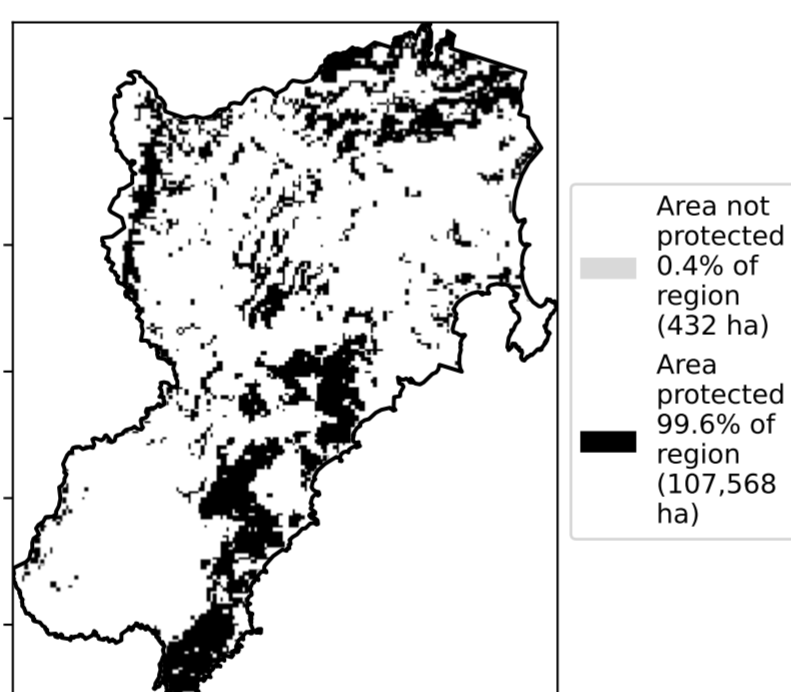 Area not
protected
0.4% of
region
(432 ha)
Area
protected
99.6% of
region
(107,568
ha)